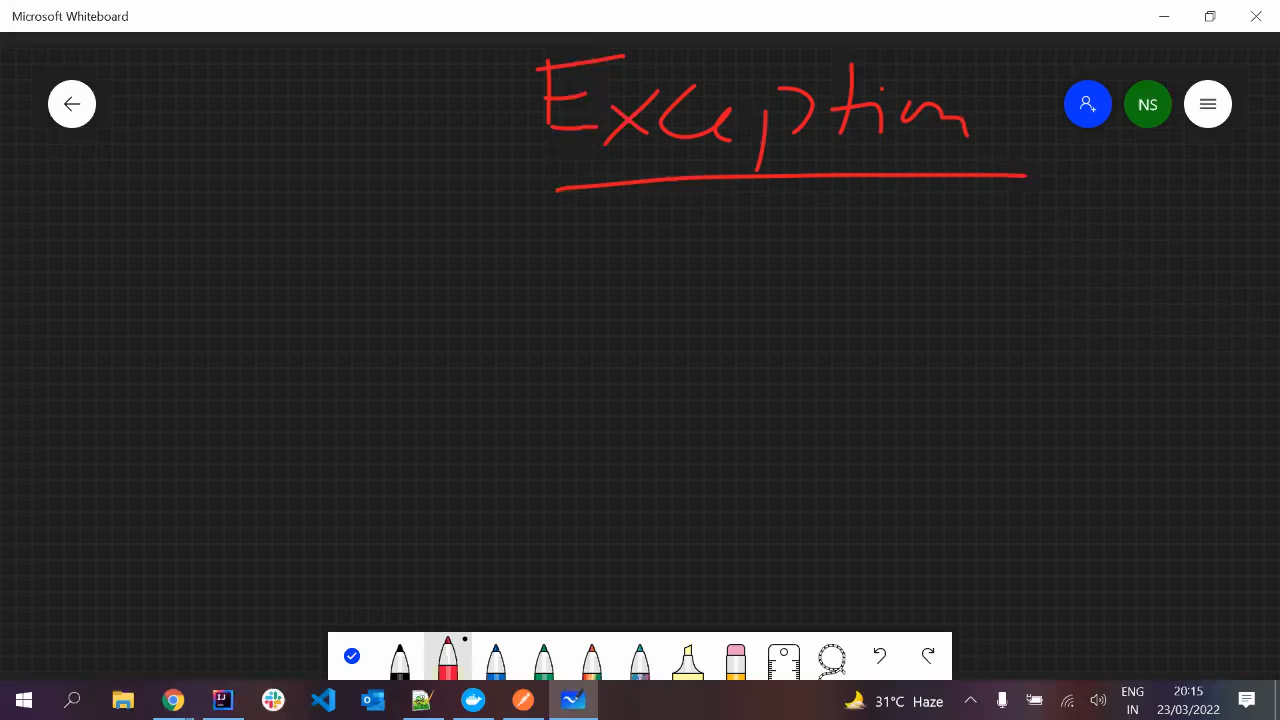 Microsoft Whiteboard
Exception
NS
31°C Haze
ENG
IN
20:15
23/03/2022